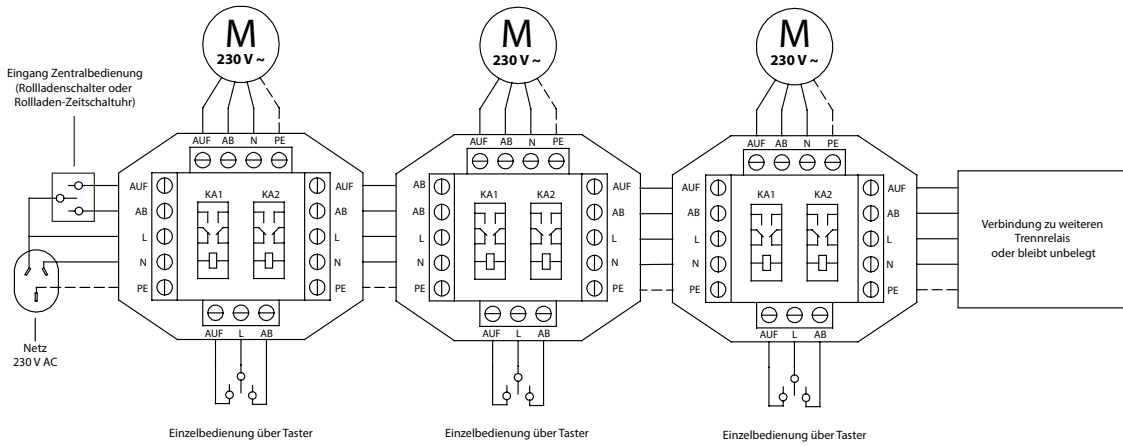 M
230 V ~
M
230 V ~
M
230 V ~
Eingang Zentralbedienung
(Rollladenschalter oder
Rollladen-Zeitschaltuhr)
AUF AB N PE
AUF AB N PE
AUF AB N PE
AUF
AB
L
N
PE
KA1 KA2
AUF
AB
L
N
PE
AUF L AB
AB
AB
L
N
PE
KA1 KA2
AUF
AB
L
N
PE
AUF L AB
AUF
AB
L
N
PE
KA1 KA2
AUF
AB
L
N
PE
AUF L AB
Verbindung zu weiteren
Trennrelais
oder bleibt unbelegt
Netz
230 V AC
Einzelbedienung über Taster
Einzelbedienung über Taster
Einzelbedienung über Taster